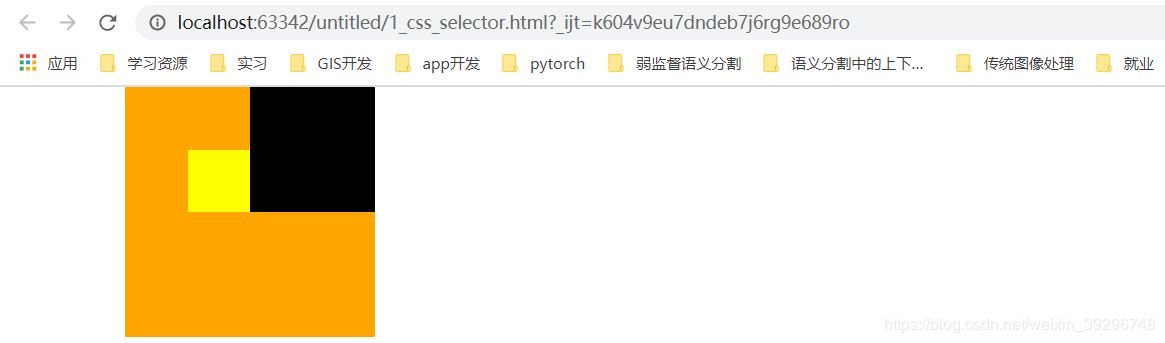 localhost:63342/untitled/1_css_selector.html?_ijt=k604v9eu7dndeb7j6rg9e689ro
应用 学习资源 实习 GIS开发 app开发 pytorch 弱监督语义分割 语义分割中的上下... 传统图像处理 就业
https://blog.csdn.net/weixin_39296748